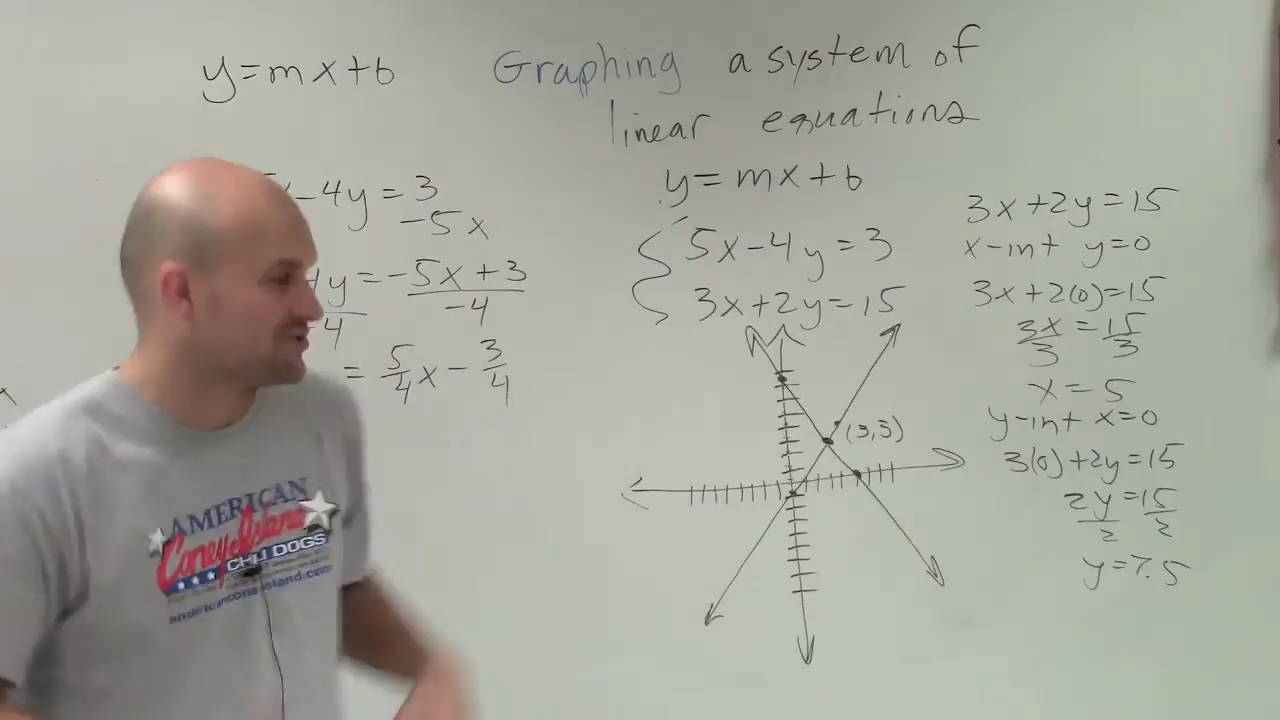 y=mx+b
Graphing a system of
linear equations
y=mx+b
-4y=3
-5x
4y=-5x+3
-4
-4
= 5/4x - 3/4
5x-4y=3
3x+2y=15
(3,3)
3x+2y=15
x-int y=0
3x+2(0)=15
3x/3=15/3
x=5
y-int x=0
3(0)+2y=15
2y/2=15/2
y=7.5
x
AMERICAN
Coney Island
CHILI DOGS
americanconeyisland.com